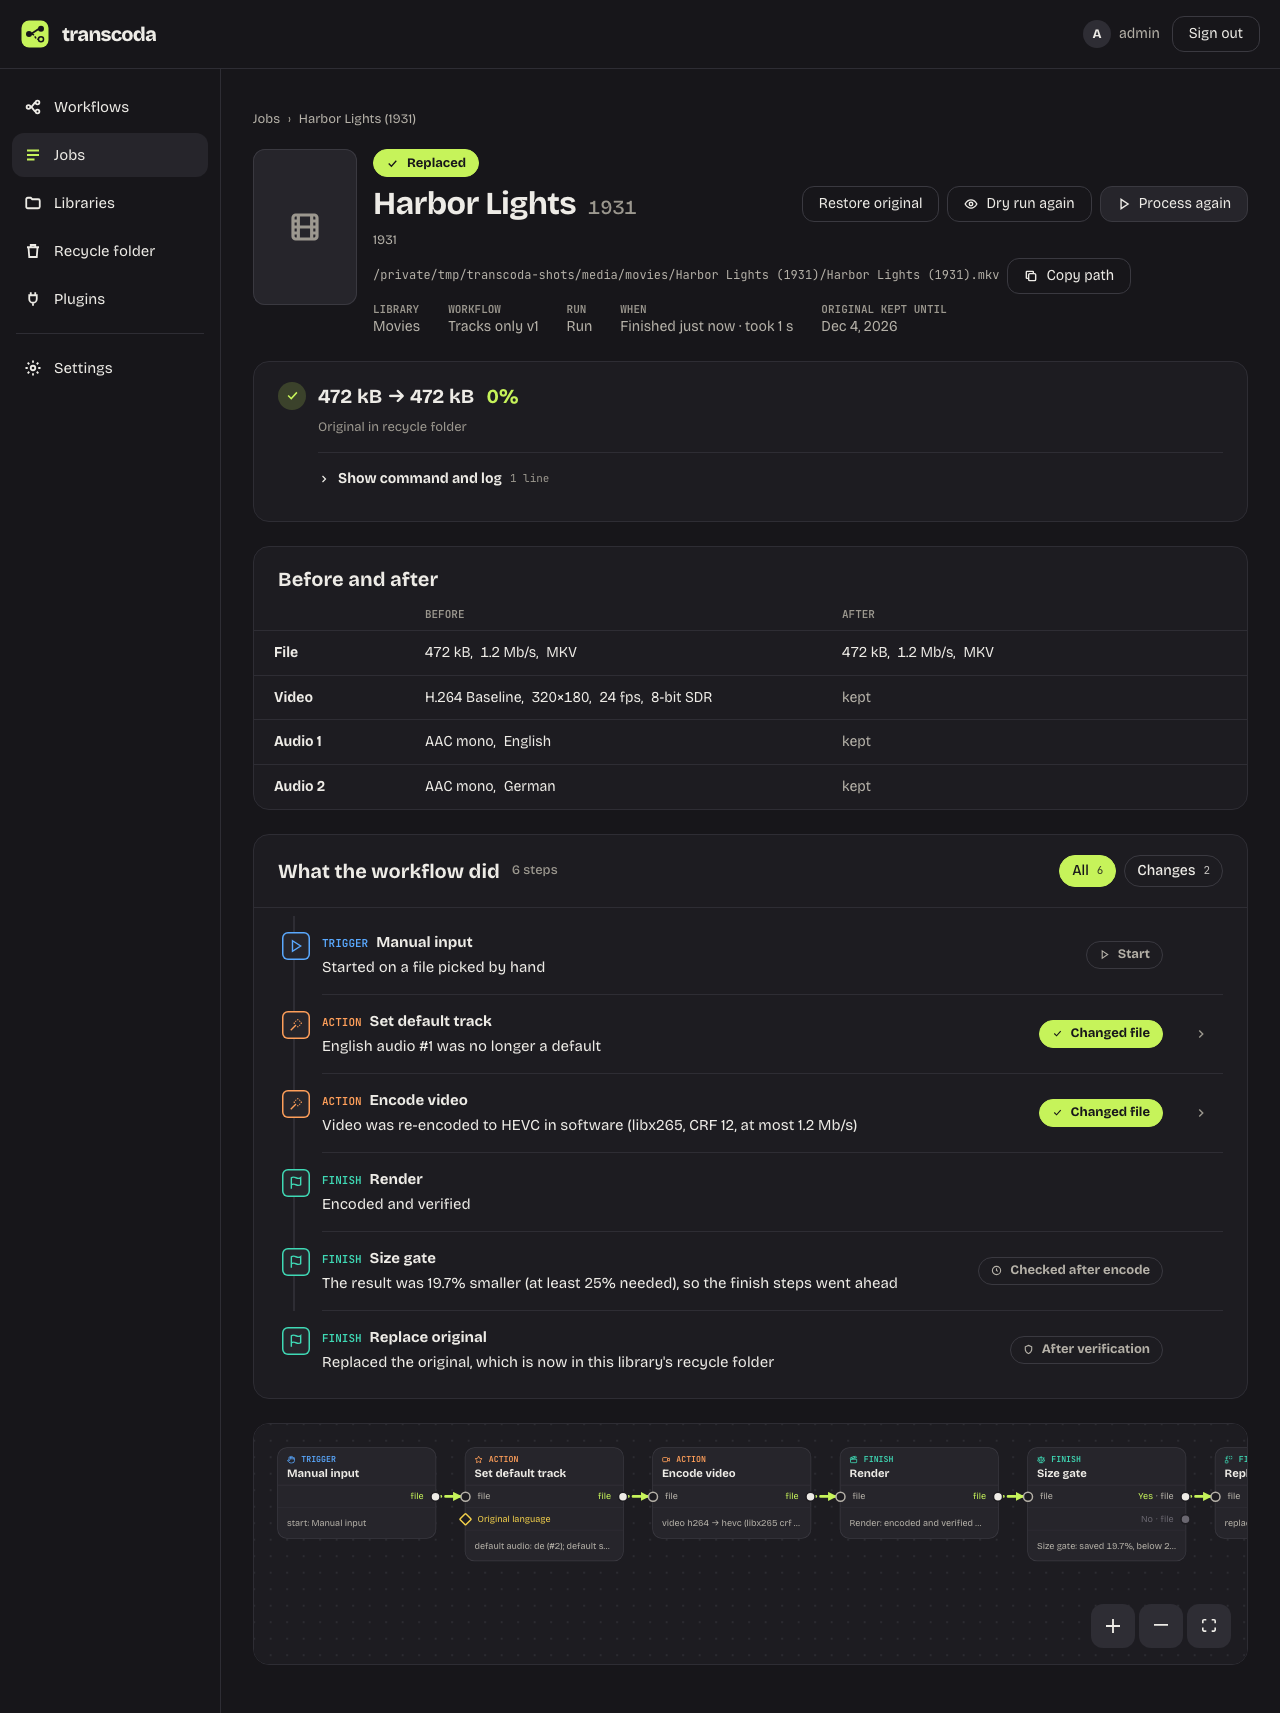 transcoda
A admin Sign out
Workflows
Jobs
Libraries
Recycle folder
Plugins
Settings
Jobs › Harbor Lights (1931)
Replaced
Harbor Lights 1931
Restore original Dry run again Process again
1931
/private/tmp/transcoda-shots/media/movies/Harbor Lights (1931)/Harbor Lights (1931).mkv Copy path
LIBRARY WORKFLOW RUN WHEN ORIGINAL KEPT UNTIL
Movies Tracks only v1 Run Finished just now · took 1 s Dec 4, 2026
472 kB → 472 kB 0%
Original in recycle folder
Show command and log 1 line
Before and after
BEFORE AFTER
File 472 kB, 1.2 Mb/s, MKV 472 kB, 1.2 Mb/s, MKV
Video H.264 Baseline, 320×180, 24 fps, 8-bit SDR kept
Audio 1 AAC mono, English kept
Audio 2 AAC mono, German kept
What the workflow did 6 steps All 6 Changes 2
TRIGGER Manual input
Started on a file picked by hand
Start
ACTION Set default track
English audio #1 was no longer a default
Changed file
ACTION Encode video
Video was re-encoded to HEVC in software (libx265, CRF 12, at most 1.2 Mb/s)
Changed file
FINISH Render
Encoded and verified
FINISH Size gate
The result was 19.7% smaller (at least 25% needed), so the finish steps went ahead
Checked after encode
FINISH Replace original
Replaced the original, which is now in this library's recycle folder
After verification
TRIGGER
Manual input
file
start: Manual input
ACTION
Set default track
file file
Original language
default audio: de (#2); default s...
ACTION
Encode video
file file
video h264 → hevc (libx265 crf ...
FINISH
Render
file file
Render: encoded and verified ...
FINISH
Size gate
file Yes · file
No · file
Size gate: saved 19.7%, below 2...
FI
Repl
file
replac